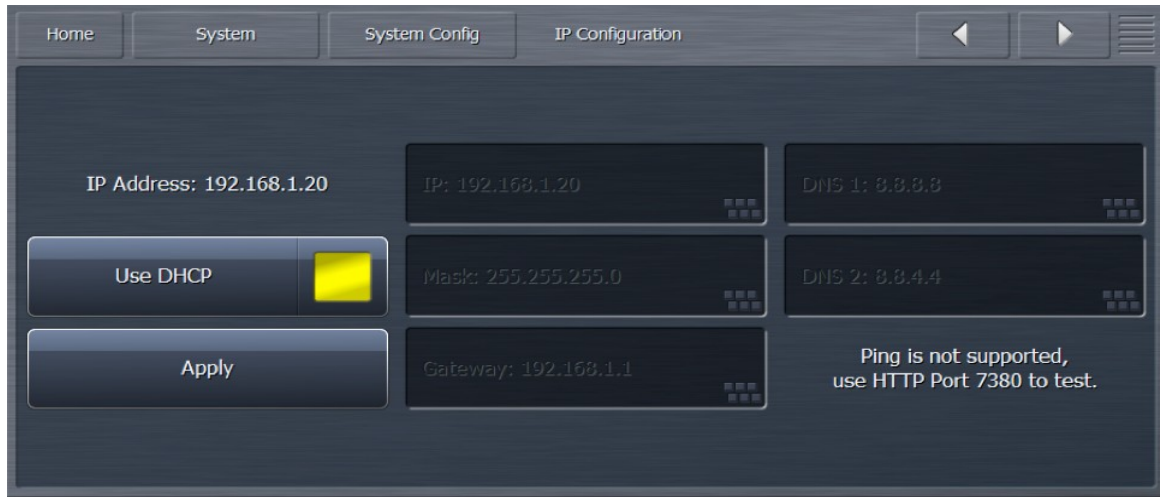 Home
System
System Config
IP Configuration
IP Address: 192.168.1.20
IP: 192.168.1.20
DNS 1: 8.8.8.8
Use DHCP
Mask: 255.255.255.0
DNS 2: 8.8.4.4
Apply
Gateway: 192.168.1.1
Ping is not supported,
use HTTP Port 7380 to test.